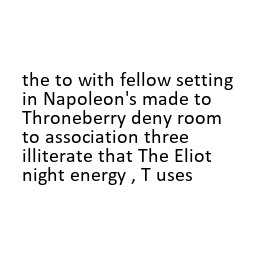 the to with fellow setting
in Napoleon's made to
Throneberry deny room
to association three
illiterate that The Eliot
night energy , T uses